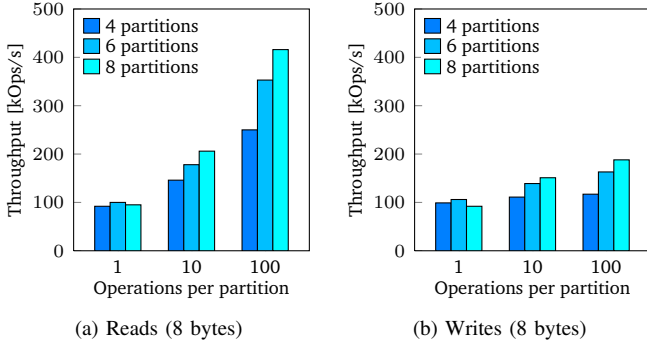 500
400
300
200
100
0
Throughput [kOps/s]
4 partitions
6 partitions
8 partitions
1 10 100
Operations per partition
(a) Reads (8 bytes)
500
400
300
200
100
0
Throughput [kOps/s]
4 partitions
6 partitions
8 partitions
1 10 100
Operations per partition
(b) Writes (8 bytes)